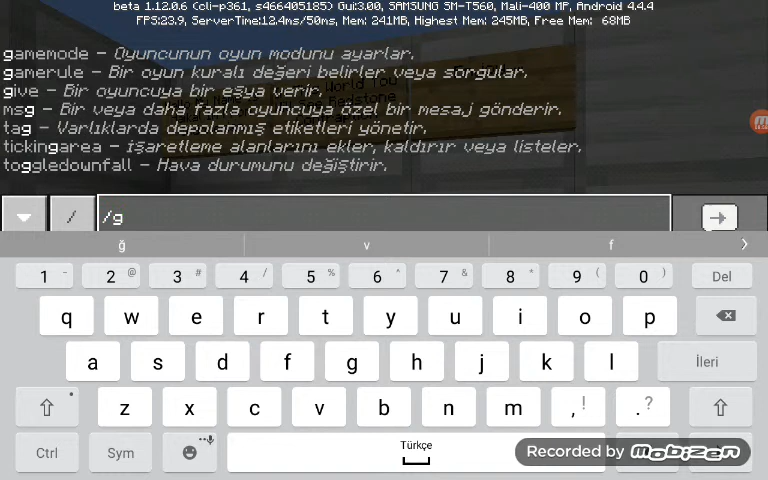 beta 1.12.0.6 (cli-p361, s466405185) Gui:3.00, SAMSUNG SM-T560, Mali-400 MP, Android 4.4.4
FPS:23.9, ServerTime:12.4ms/50ms, Mem: 241MB, Highest Mem: 245MB, Free Mem: 68MB
gamemode – Oyuncunun oyun modunu ayarlar.
gamerule – Bir oyun kuralı değeri belirler veya sorgular.
give – Bir oyuncuya bir eşya verir.
msg – Bir veya daha fazla oyuncuya özel bir mesaj gönderir.
tag – Varlıklarda depolanmış etiketleri yönetir.
tickingarea – İşaretleme alanlarını ekler, kaldırır veya listeler.
toggledownfall – Hava durumunu değiştirir.
World You
Redstone
/ /g
ğ v f
1 - 2 @ 3 # 4 / 5 % 6 ^ 7 & 8 * 9 ( 0 ) Del
q w e r t y u i o p
a s d f g h j k l İleri
z x c v b n m , ! . ?
Ctrl Sym Türkçe
Recorded by Mobizen